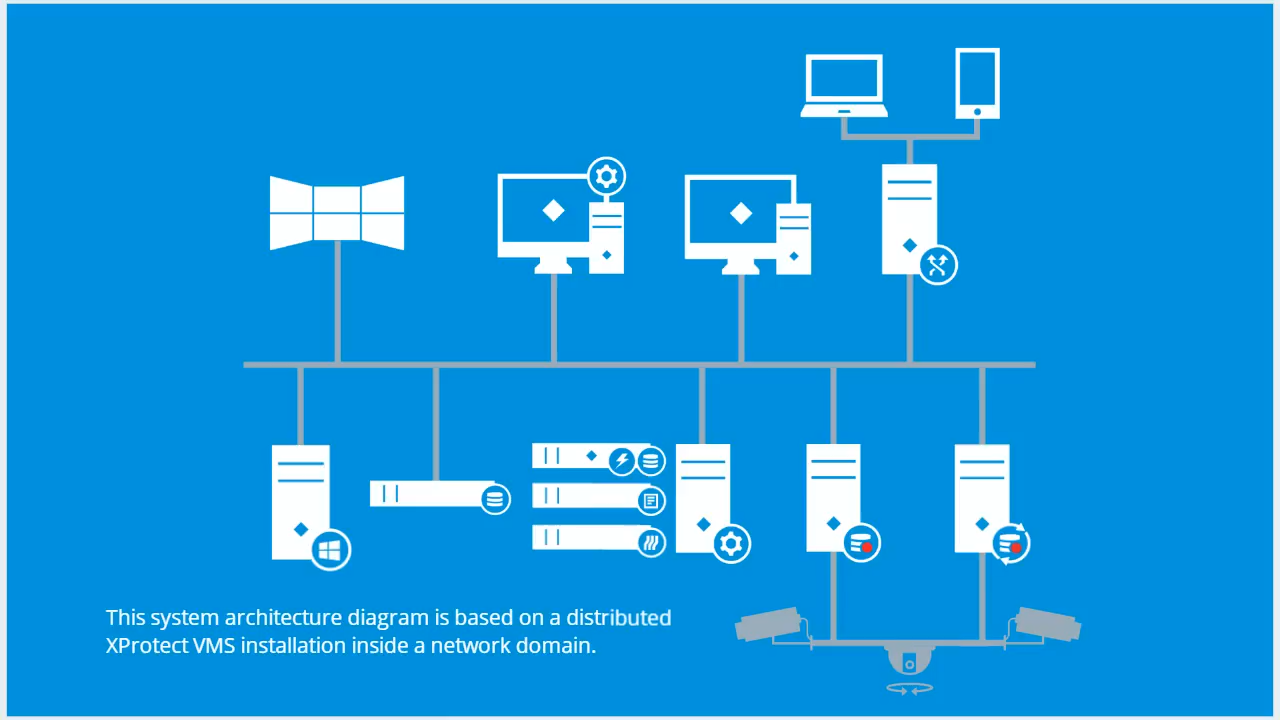 This system architecture diagram is based on a distributed
XProtect VMS installation inside a network domain.